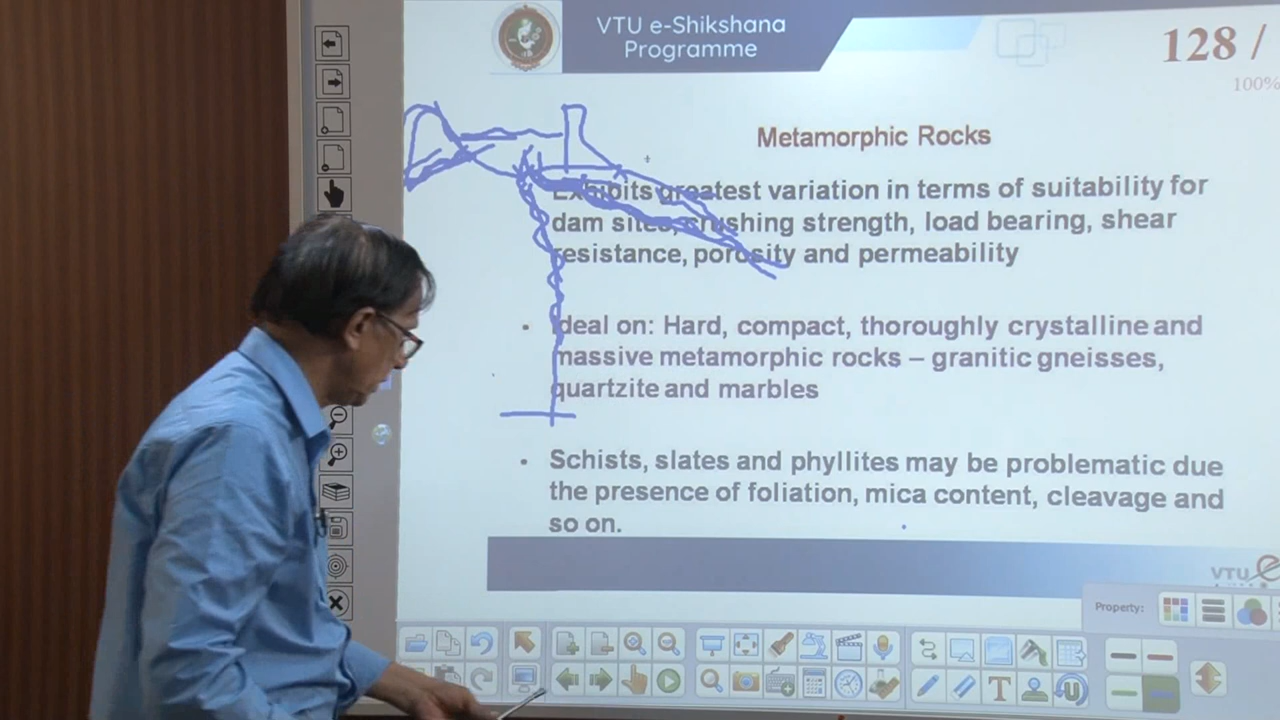 VTU e-Shikshana
Programme
128 /
100%
Metamorphic Rocks
Exhibits greatest variation in terms of suitability for
dam sites, crushing strength, load bearing, shear
resistance, porosity and permeability
• Ideal on: Hard, compact, thoroughly crystalline and
massive metamorphic rocks – granitic gneisses,
quartzite and marbles
• Schists, slates and phyllites may be problematic due
the presence of foliation, mica content, cleavage and
so on.
VTU e
Property: